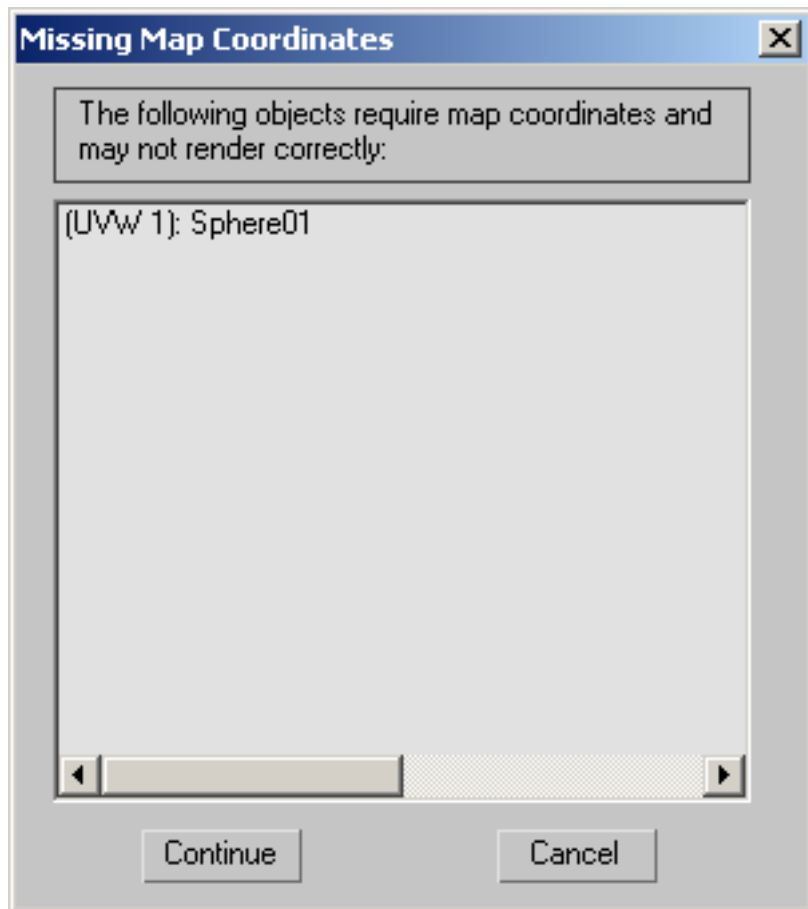 Missing Map Coordinates
The following objects require map coordinates and
may not render correctly:
(UVW 1): Sphere01
Continue
Cancel